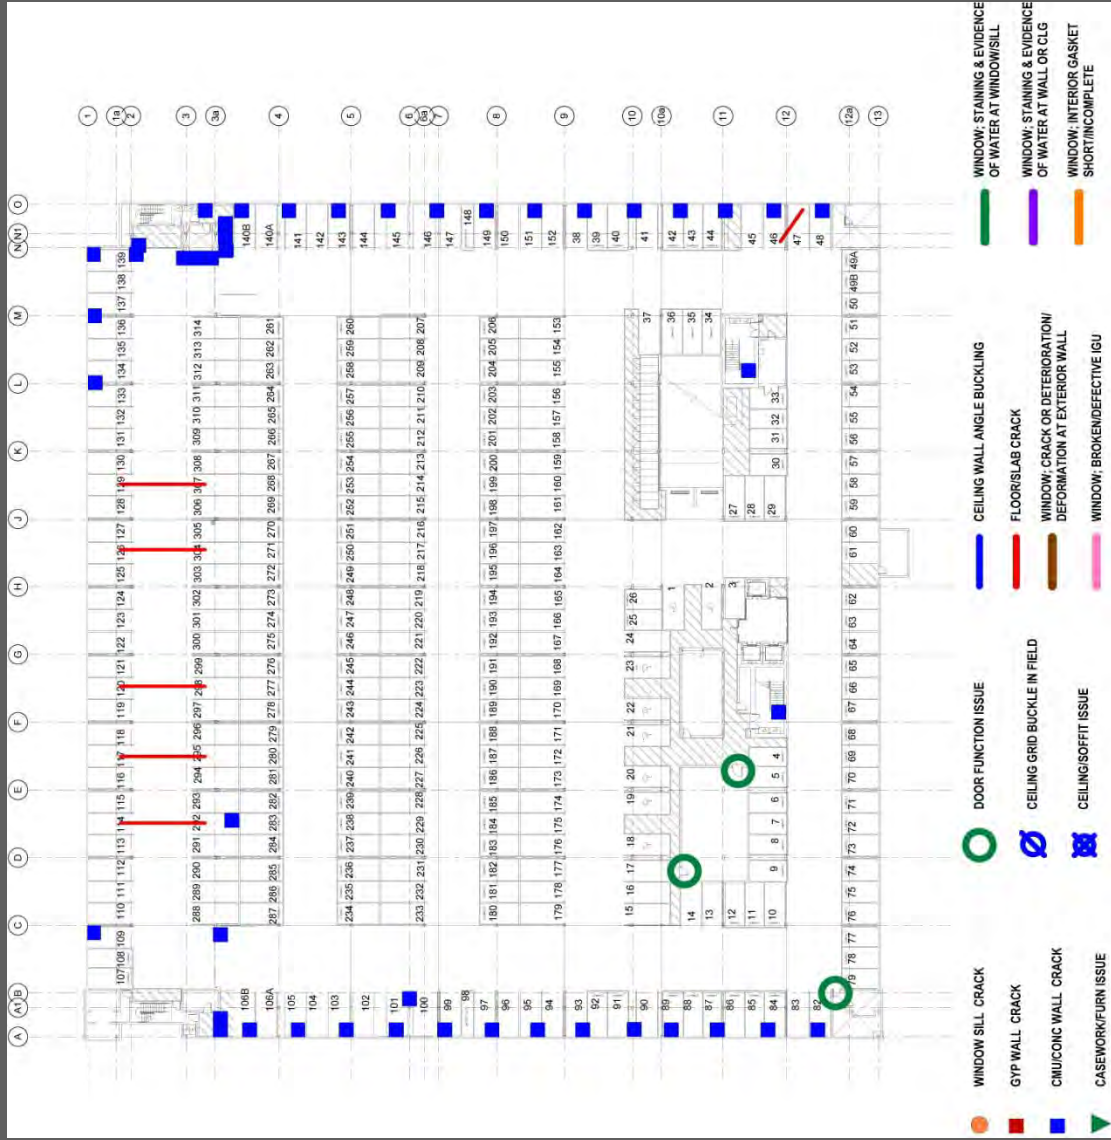 A A1 B C D E F G H J K L M N N1 O
1
1a
2
3
3a
4
5
6
6a
7
8
9
10
10a
11
12
12a
13
107 108 109 110 111 112 113 114 115 116 117 118 119 120 121 122 123 124 125 126 127 128 129 130 131 132 133 134 135 136 137 138 139
288 289 290 291 292 293 294 295 296 297 298 299 300 301 302 303 304 305 306 307 308 309 310 311 312 313 314
287 286 285 284 283 282 281 280 279 278 277 276 275 274 273 272 271 270 269 268 267 266 265 264 263 262 261
234 235 236 237 238 239 240 241 242 243 244 245 246 247 248 249 250 251 252 253 254 255 256 257 258 259 260
233 232 231 230 229 228 227 226 225 224 223 222 221 220 219 218 217 216 215 214 213 212 211 210 209 208 207
180 181 182 183 184 185 186 187 188 189 190 191 192 193 194 195 196 197 198 199 200 201 202 203 204 205 206
179 178 177 176 175 174 173 172 171 170 169 168 167 166 165 164 163 162 161 160 159 158 157 156 155 154 153
106B
106A
105
104
103
102
101
100
99
98
97
96
95
94
93
92
91
90
89
88
87
86
85
84
83
82
140B
140A
141
142
143
144
145
146
147
148
149
150
151
152
38
39
40
41
42
43
44
45
46
47
48
15 16 17 18 19 20 21 22 23 24 25 26
37
14
13
12
11
10
1
2
3
36
35
34
27
28
29
9 8 7 6 5 4
30 31 32 33
79 78 77 76 75 74 73 72 71 70 69 68 67 66 65 64 63 62 61 60 59 58 57 56 55 54 53 52 51 50 49B 49A
WINDOW SILL CRACK
GYP WALL CRACK
CMU/CONC WALL CRACK
CASEWORK/FURN ISSUE
DOOR FUNCTION ISSUE
CEILING GRID BUCKLE IN FIELD
CEILING/SOFFIT ISSUE
CEILING WALL ANGLE BUCKLING
FLOOR/SLAB CRACK
WINDOW; CRACK OR DETERIORATION/
DEFORMATION AT EXTERIOR WALL
WINDOW; BROKEN/DEFECTIVE IGU
WINDOW; STAINING & EVIDENCE
OF WATER AT WINDOW/SILL
WINDOW; STAINING & EVIDENCE
OF WATER AT WALL OR CLG
WINDOW; INTERIOR GASKET
SHORT/INCOMPLETE